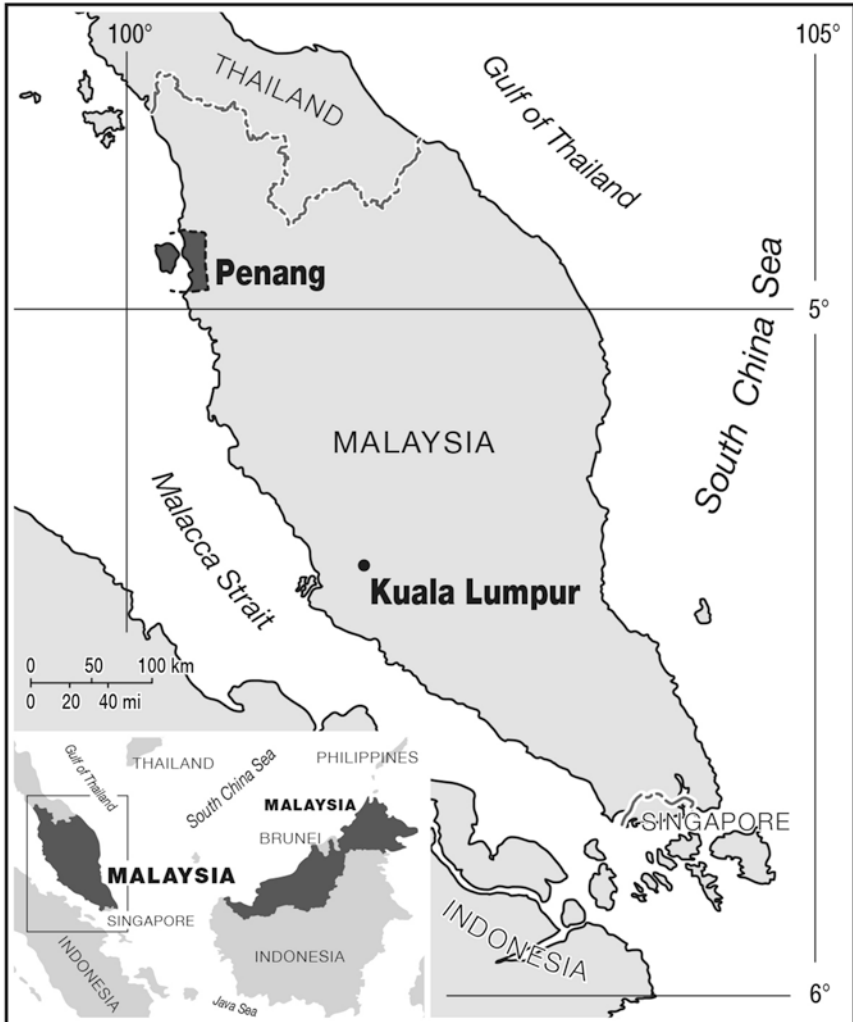 100°
105°
THAILAND
Gulf of Thailand
Penang
South China Sea
5°
MALAYSIA
Malacca Strait
Kuala Lumpur
0 50 100 km
0 20 40 mi
SINGAPORE
INDONESIA
6°
Gulf of Thailand
THAILAND
South China Sea
PHILIPPINES
MALAYSIA
BRUNEI
MALAYSIA
SINGAPORE
INDONESIA
INDONESIA
Java Sea